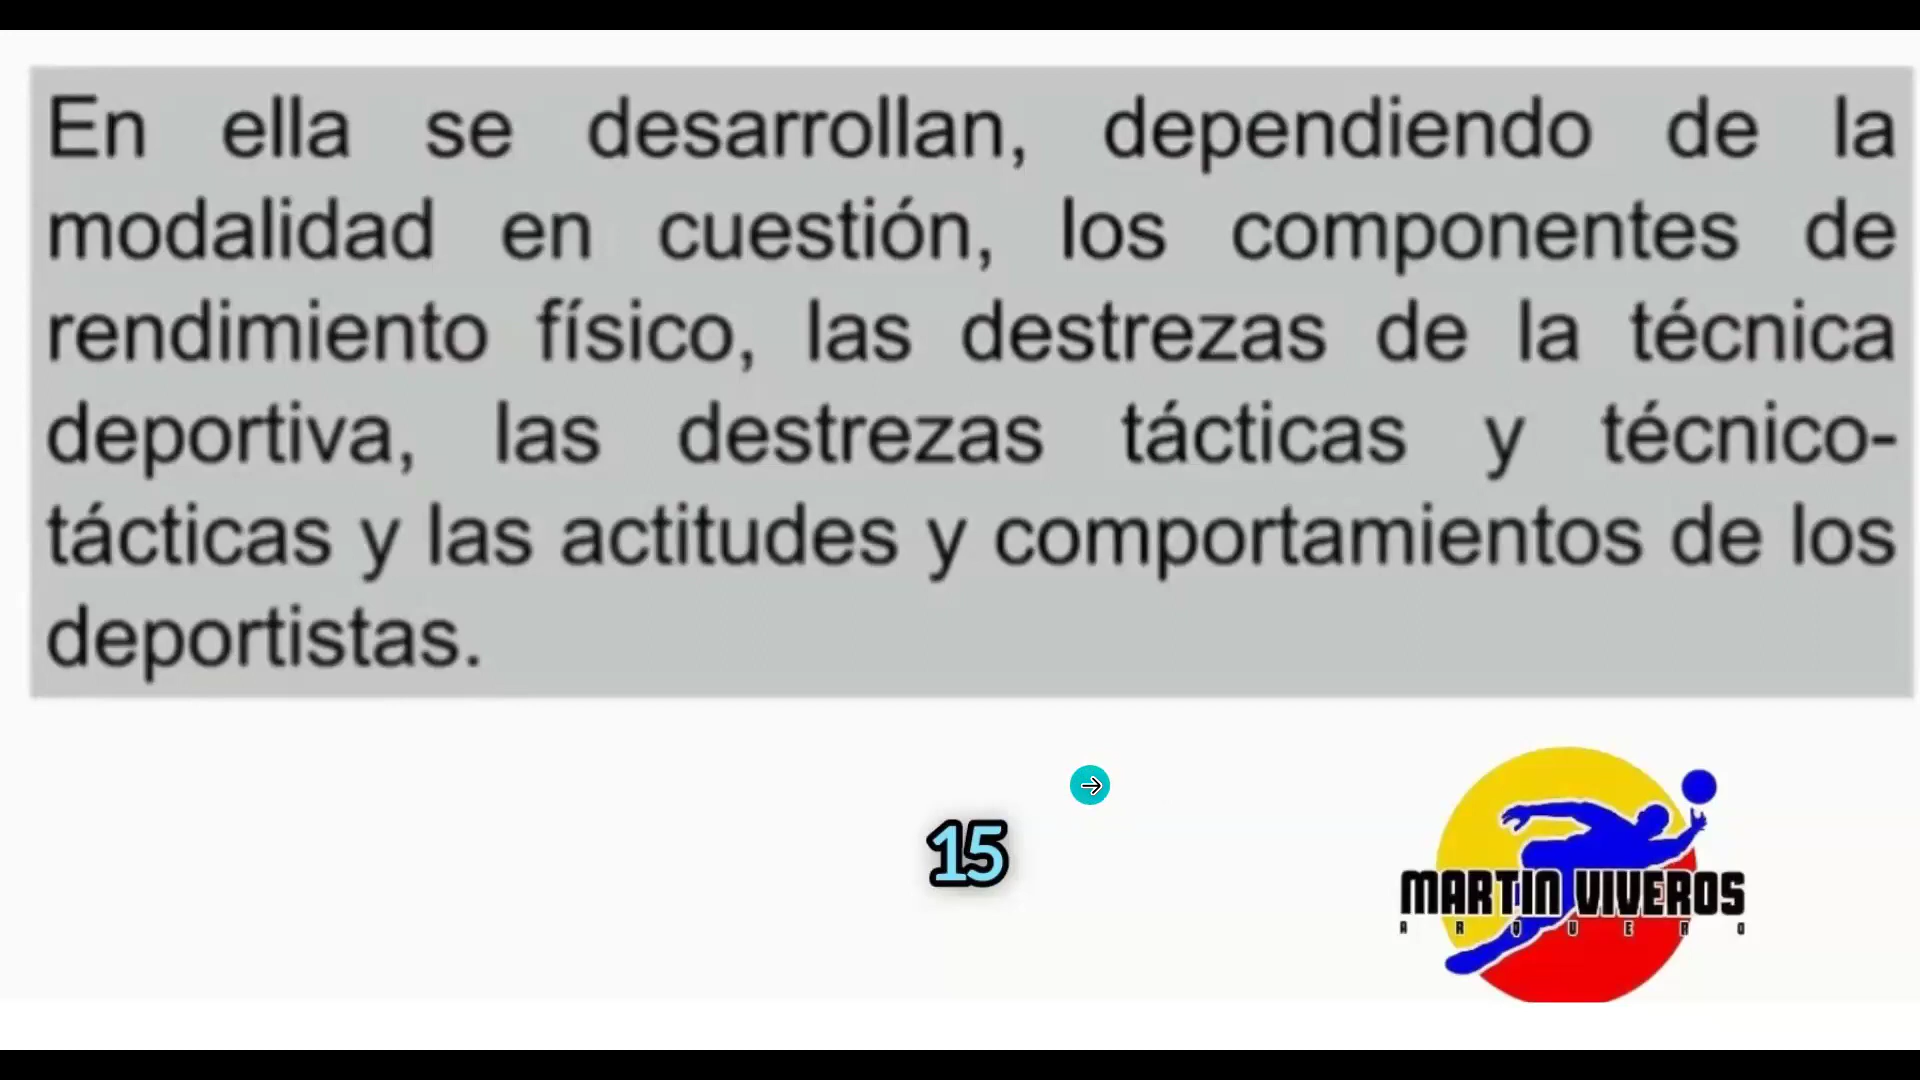 En ella se desarrollan, dependiendo de la
modalidad en cuestión, los componentes de
rendimiento físico, las destrezas de la técnica
deportiva, las destrezas tácticas y técnico-
tácticas y las actitudes y comportamientos de los
deportistas.
15
MARTIN VIVEROS
ARQUERO